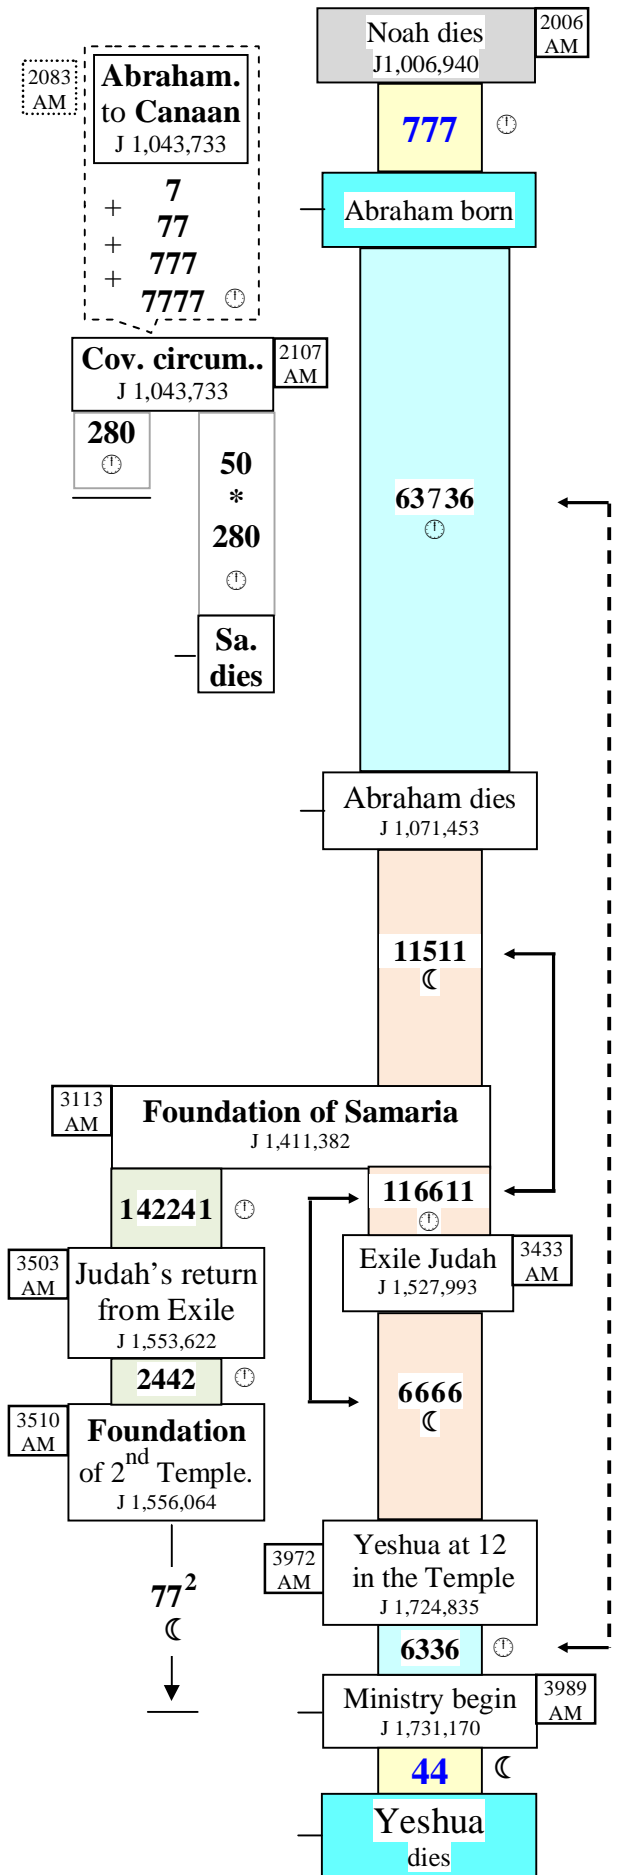 Noah dies
J1,006,940
2006
AM
2083
AM
Abraham.
to Canaan
J 1,043,733
777
+ 7
+ 77
+ 777
7777
Abraham born
Cov. circum..
J 1,043,733
2107
AM
280
50
*
280
63736
Sa.
dies
Abraham dies
J 1,071,453
11511
3113
AM
Foundation of Samaria
J 1,411,382
142241
116611
3503
AM
Judah’s return
from Exile
J 1,553,622
Exile Judah
J 1,527,993
3433
AM
2442
6666
3510
AM
Foundation
of 2nd Temple.
J 1,556,064
77²
3972
AM
Yeshua at 12
in the Temple
J 1,724,835
6336
Ministry begin
J 1,731,170
3989
AM
44
Yeshua
dies